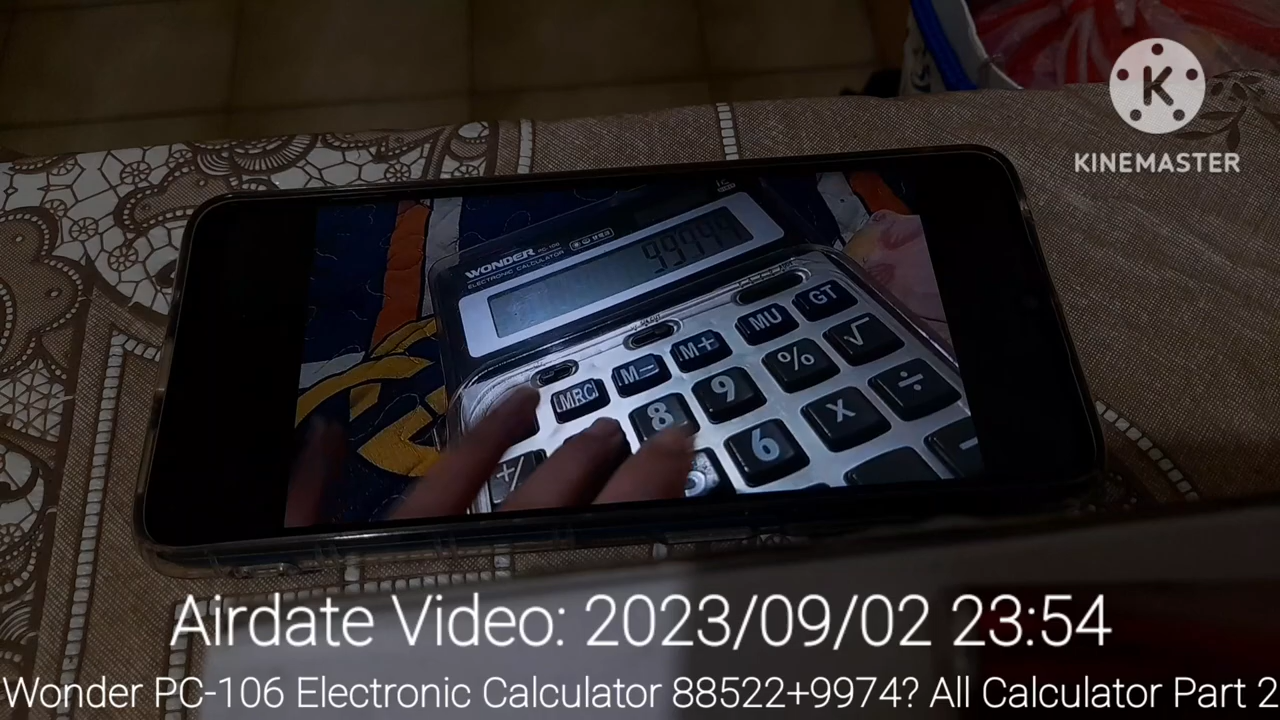 KINEMASTER
WONDER
ELECTRONIC CALCULATOR
GT
MU
M+
M-
MRC
√
%
9
8
÷
X
6
+/
-
Airdate Video: 2023/09/02 23:54
Wonder PC-106 Electronic Calculator 88522+9974? All Calculator Part 2